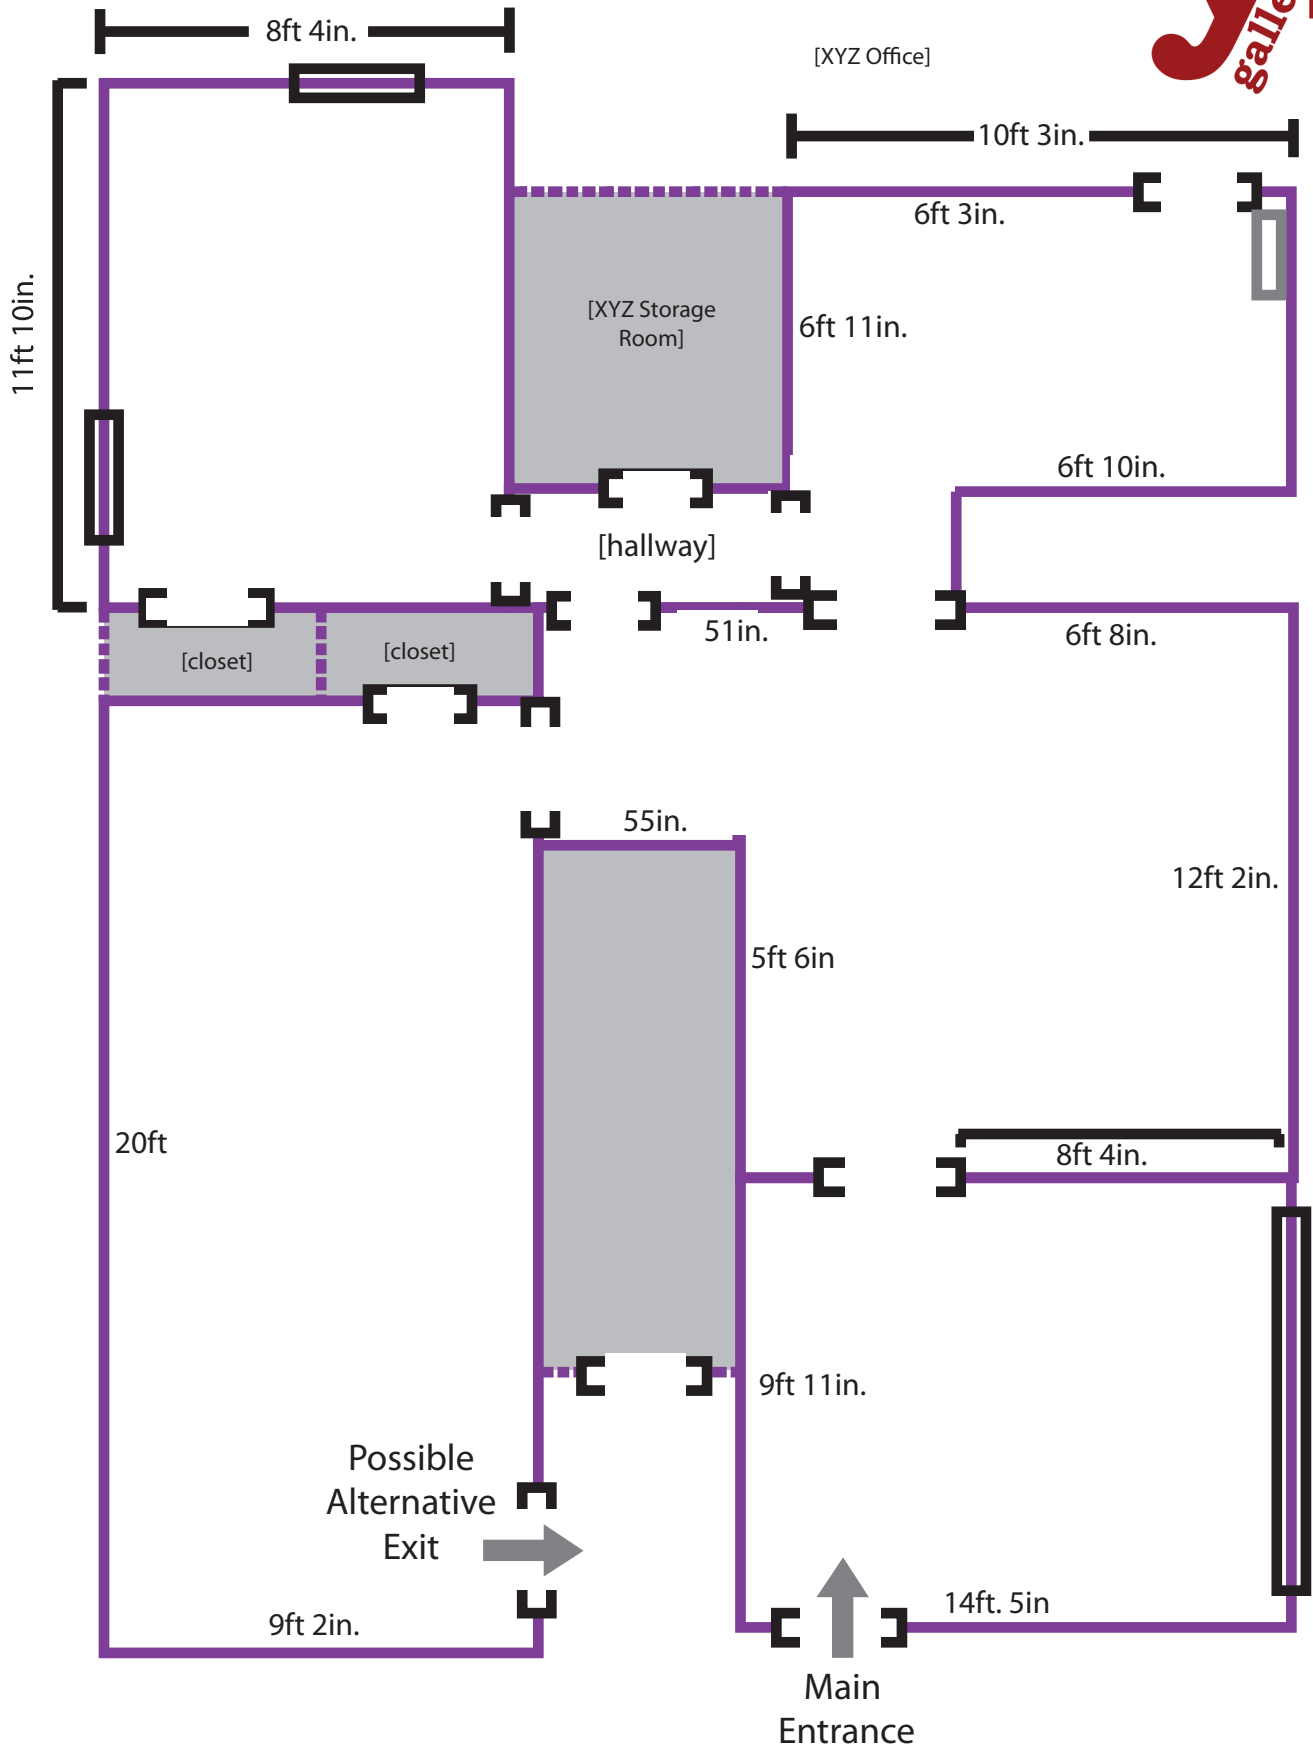 8ft 4in.
[XYZ Office]
galle
10ft 3in.
6ft 3in.
11ft 10in.
[XYZ Storage
Room]
6ft 11in.
6ft 10in.
[hallway]
51in.
6ft 8in.
[closet]
[closet]
55in.
12ft 2in.
5ft 6in
20ft
8ft 4in.
9ft 11in.
Possible
Alternative
Exit
14ft. 5in
9ft 2in.
Main
Entrance